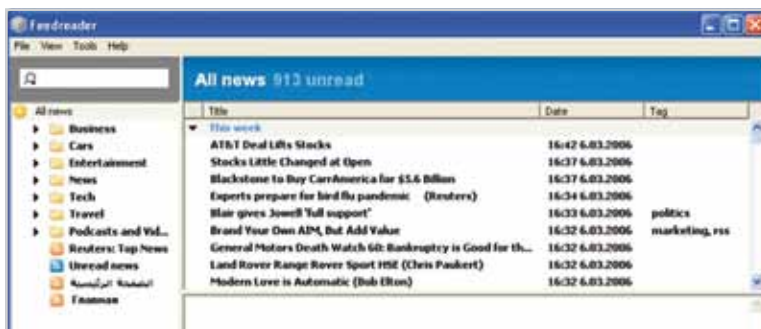 Feedreader
File View Tools Help
All news 913 unread
All news
Title Date Tag
Business
This week
Cars
AT&T Deal Lifts Stocks 16:42 6.03.2006
Entertainment
Stocks Little Changed at Open 16:37 6.03.2006
News
Blackstone to Buy CarrAmerica for $5.6 Billion 16:37 6.03.2006
Tech
Experts prepare for bird flu pandemic (Reuters) 16:34 6.03.2006
Travel
Blair gives Jowell 'full support' 16:33 6.03.2006 politics
Podcasts and Vid...
Brand Your Own AIM, But Add Value 16:32 6.03.2006 marketing, rss
Reuters: Top News
General Motors Death Watch 60: Bankruptcy is Good for th... 16:32 6.03.2006
Unread news
Land Rover Range Rover Sport HSE (Chris Paukert) 16:32 6.03.2006
الصفحة الرئيسية
Modern Love is Automatic (Bob Elton) 16:32 6.03.2006